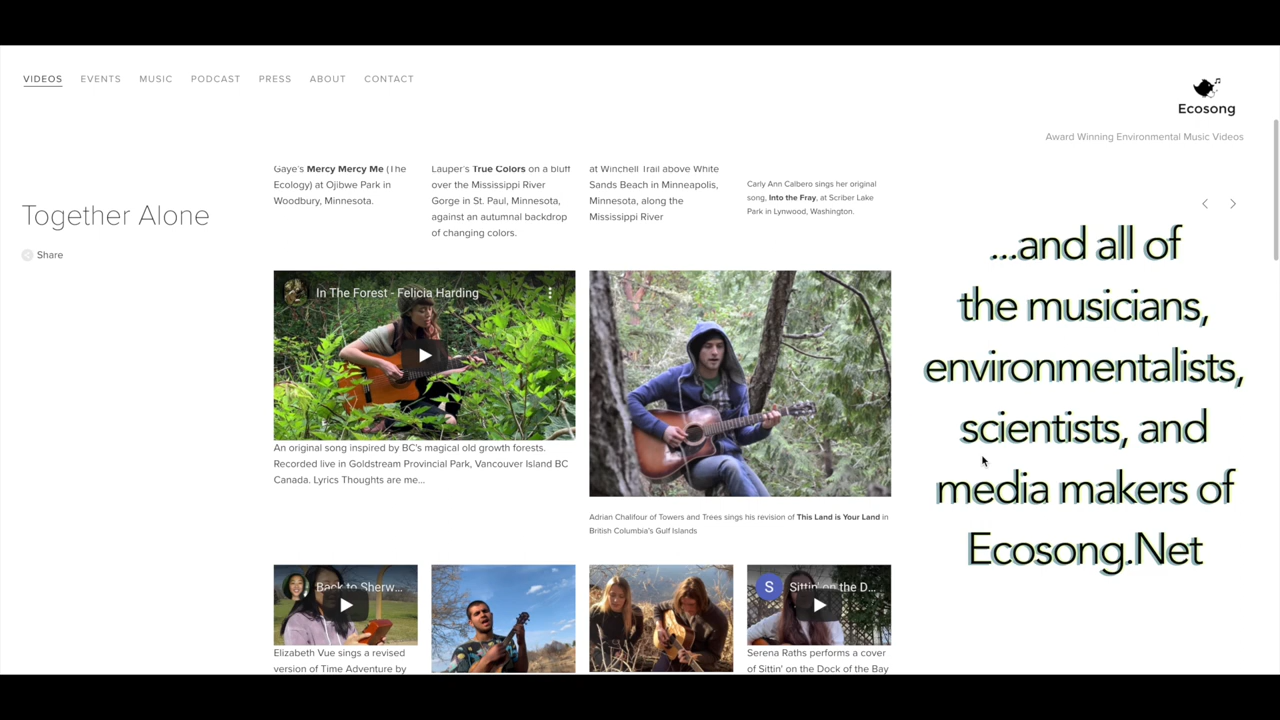 VIDEOS EVENTS MUSIC PODCAST PRESS ABOUT CONTACT
Ecosong
Award Winning Environmental Music Videos
Together Alone
Share
Gaye's Mercy Mercy Me (The
Ecology) at Ojibwe Park in
Woodbury, Minnesota.
Lauper's True Colors on a bluff
over the Mississippi River
Gorge in St. Paul, Minnesota,
against an autumnal backdrop
of changing colors.
at Winchell Trail above White
Sands Beach in Minneapolis,
Minnesota, along the
Mississippi River
Carly Ann Calbero sings her original
song, Into the Fray, at Scriber Lake
Park in Lynwood, Washington.
In The Forest - Felicia Harding
An original song inspired by BC's magical old growth forests.
Recorded live in Goldstream Provincial Park, Vancouver Island BC
Canada. Lyrics Thoughts are me...
Adrian Chalifour of Towers and Trees sings his revision of This Land is Your Land in
British Columbia's Gulf Islands
Back to Sherw...
Elizabeth Vue sings a revised
version of Time Adventure by
S Sittin' on the D...
Serena Raths performs a cover
of Sittin' on the Dock of the Bay
...and all of
the musicians,
environmentalists,
scientists, and
media makers of
Ecosong.Net